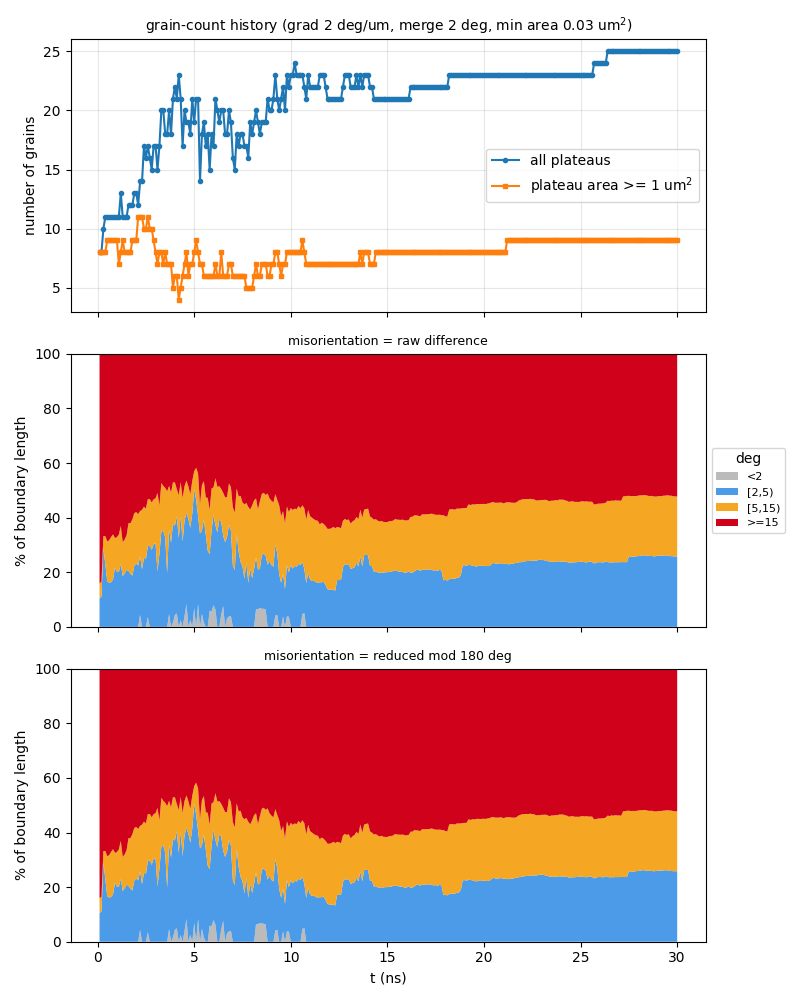 grain-count history (grad 2 deg/um, merge 2 deg, min area 0.03 um²)
25
20
15
10
5
number of grains
all plateaus
plateau area >= 1 um²
misorientation = raw difference
100
80
60
40
20
0
% of boundary length
deg
<2
[2,5)
[5,15)
>=15
misorientation = reduced mod 180 deg
100
80
60
40
20
0
% of boundary length
0 5 10 15 20 25 30
t (ns)